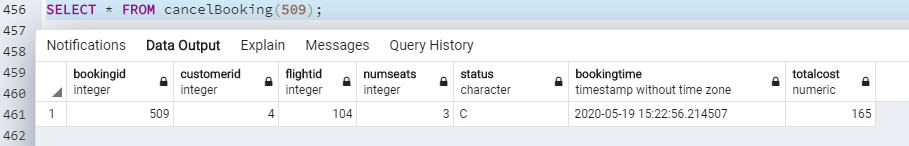 456 SELECT * FROM cancelBooking(509);
457
458 Notifications Data Output Explain Messages Query History
459 bookingid customerid flightid numseats status bookingtime totalcost
460 integer integer integer integer character timestamp without time zone numeric
461 1 509 4 104 3 C 2020-05-19 15:22:56.214507 165
462